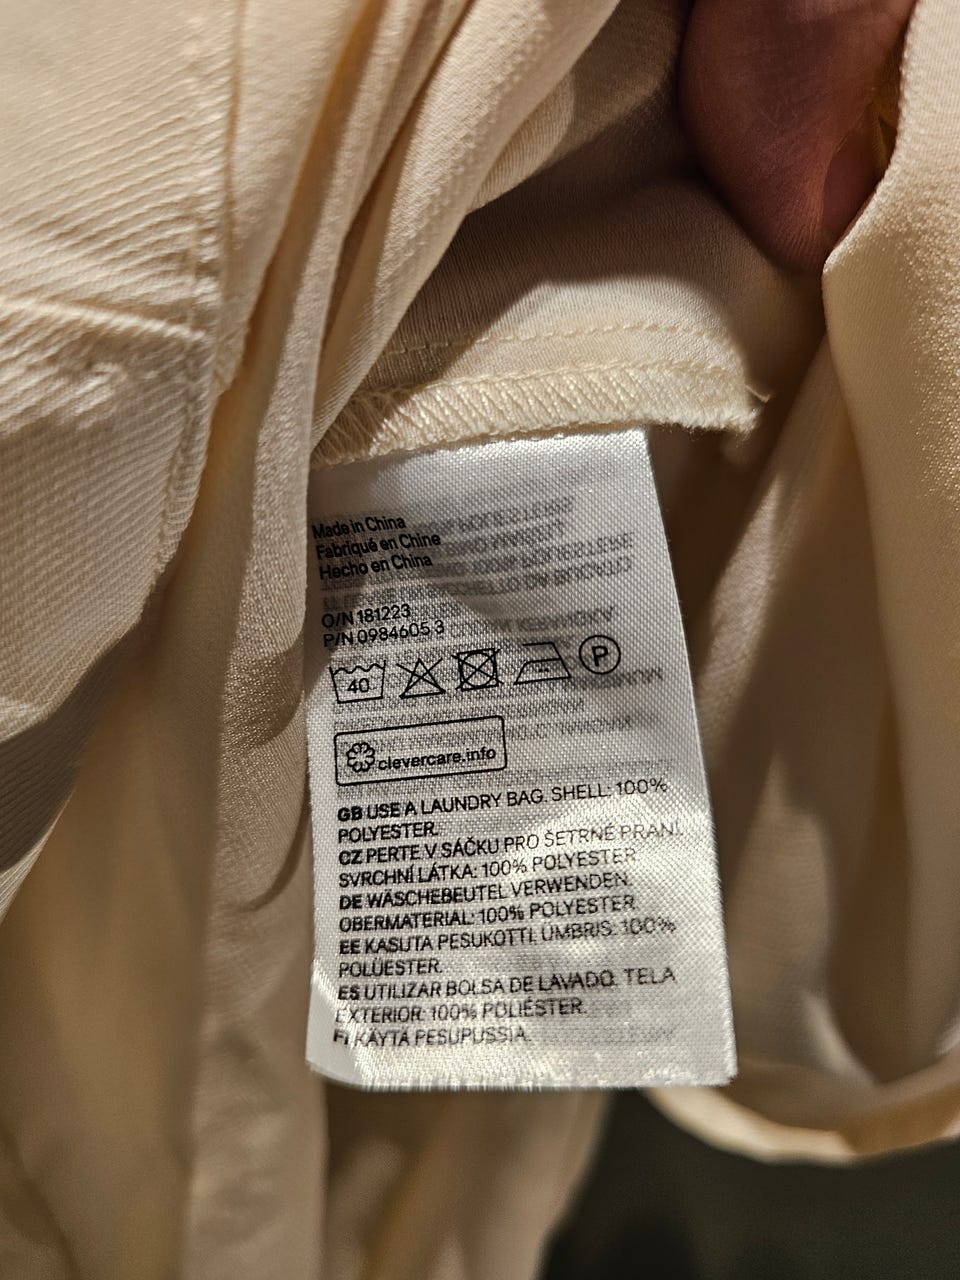 Made in China
Fabriqué en Chine
Hecho en China
O/N 181223
P/N 0984605.3
40
P
clevercare.info
GB USE A LAUNDRY BAG. SHELL: 100%
POLYESTER.
CZ PERTE V SÁČKU PRO ŠETRNÉ PRANÍ.
SVRCHNÍ LÁTKA: 100% POLYESTER.
DE WÄSCHEBEUTEL VERWENDEN.
OBERMATERIAL: 100% POLYESTER.
EE KASUTA PESUKOTTI. UMBRIS: 100%
POLÜESTER.
ES UTILIZAR BOLSA DE LAVADO. TELA
EXTERIOR: 100% POLIÉSTER.
FI KÄYTÄ PESUPUSSIA.